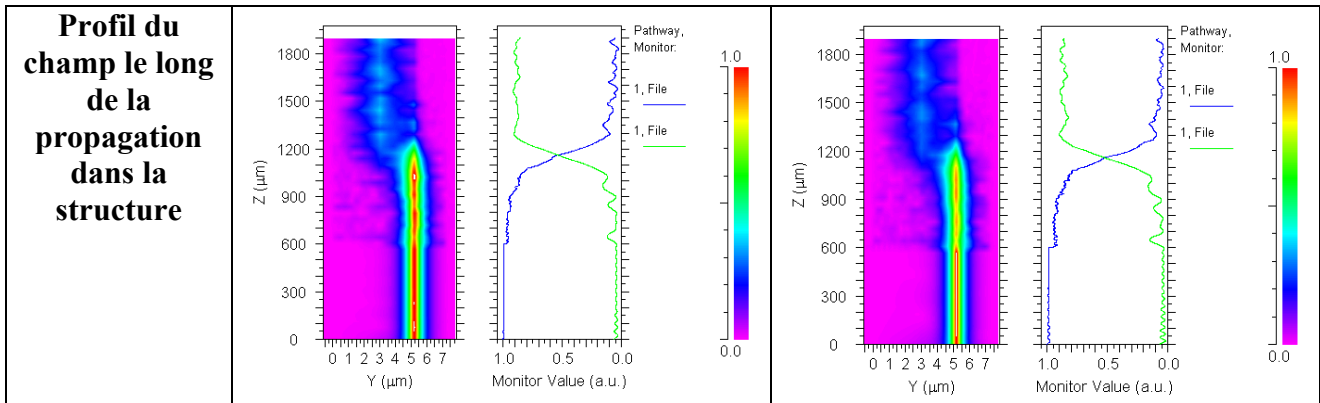 Profil du
champ le long
de la
propagation
dans la
structure
1800
1500
1200
900
600
300
0
Z (μm)
0 1 2 3 4 5 6 7
Y (μm)
1.0 0.5 0.0
Monitor Value (a.u.)
Pathway,
Monitor:
1, File
1, File
1.0
0.0
1800
1500
1200
900
600
300
0
Z (μm)
0 1 2 3 4 5 6 7
Y (μm)
1.0 0.5 0.0
Monitor Value (a.u.)
Pathway,
Monitor:
1, File
1, File
1.0
0.0